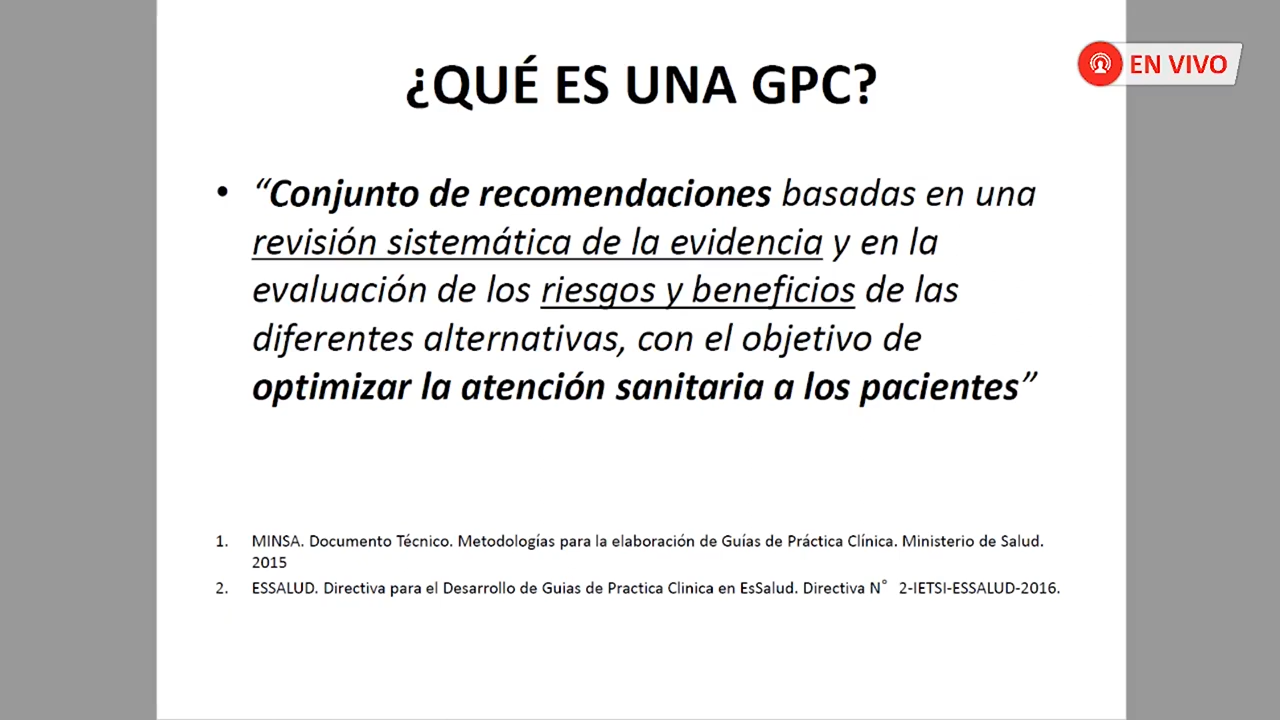 ¿QUÉ ES UNA GPC?
EN VIVO
• “Conjunto de recomendaciones basadas en una
revisión sistemática de la evidencia y en la
evaluación de los riesgos y beneficios de las
diferentes alternativas, con el objetivo de
optimizar la atención sanitaria a los pacientes”
1. MINSA. Documento Técnico. Metodologías para la elaboración de Guías de Práctica Clínica. Ministerio de Salud.
2015
2. ESSALUD. Directiva para el Desarrollo de Guias de Practica Clinica en EsSalud. Directiva N° 2-IETSI-ESSALUD-2016.